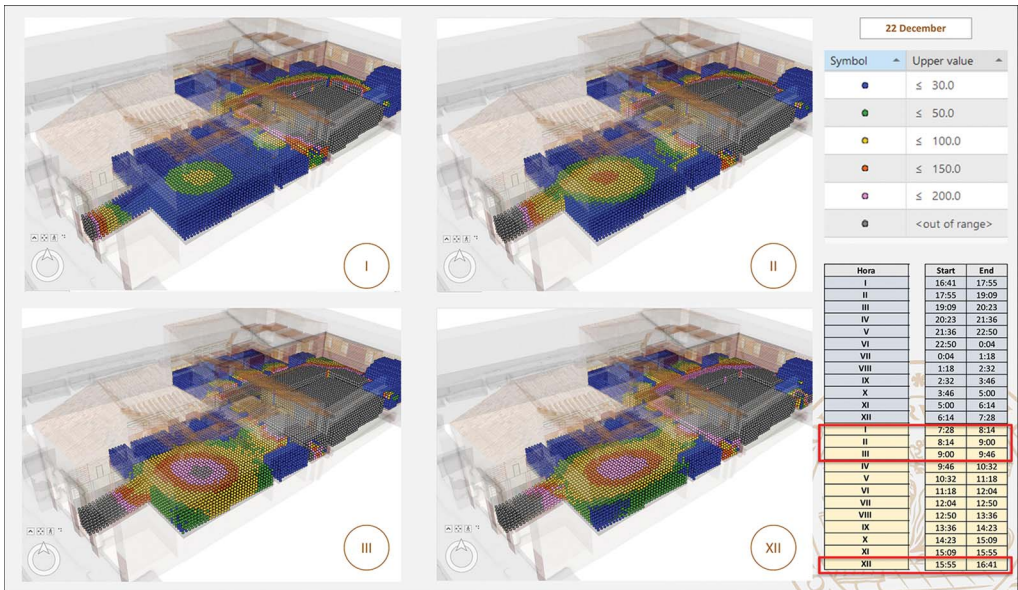 22 December
Symbol Upper value
≤ 30.0
≤ 50.0
≤ 100.0
≤ 150.0
≤ 200.0
<out of range>
I
II
III
XII
Hora Start End
I 16:41 17:55
II 17:55 19:09
III 19:09 20:23
IV 20:23 21:36
V 21:36 22:50
VI 22:50 0:04
VII 0:04 1:18
VIII 1:18 2:32
IX 2:32 3:46
X 3:46 5:00
XI 5:00 6:14
XII 6:14 7:28
I 7:28 8:14
II 8:14 9:00
III 9:00 9:46
IV 9:46 10:32
V 10:32 11:18
VI 11:18 12:04
VII 12:04 12:50
VIII 12:50 13:36
IX 13:36 14:23
X 14:23 15:09
XI 15:09 15:55
XII 15:55 16:41